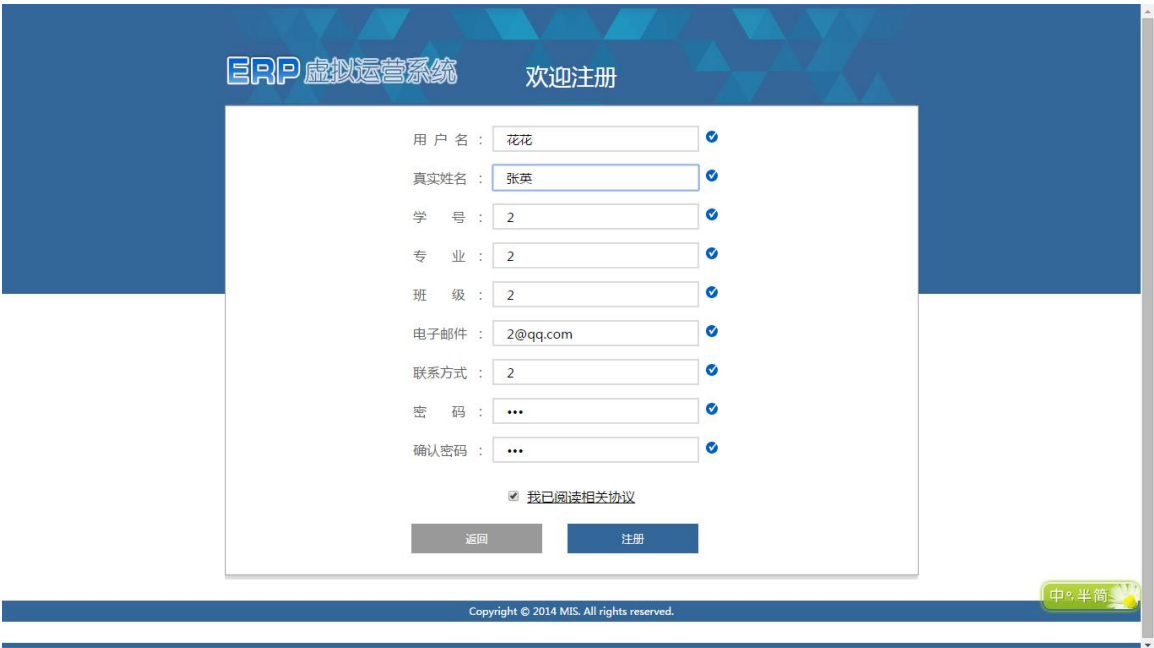 ERP虚拟运营系统 欢迎注册
用户名: 花花
真实姓名: 张英
学 号: 2
专 业: 2
班 级: 2
电子邮件: 2@qq.com
联系方式: 2
密 码: •••
确认密码: •••
我已阅读相关协议
返回 注册
中°,半简
Copyright © 2014 MIS. All rights reserved.